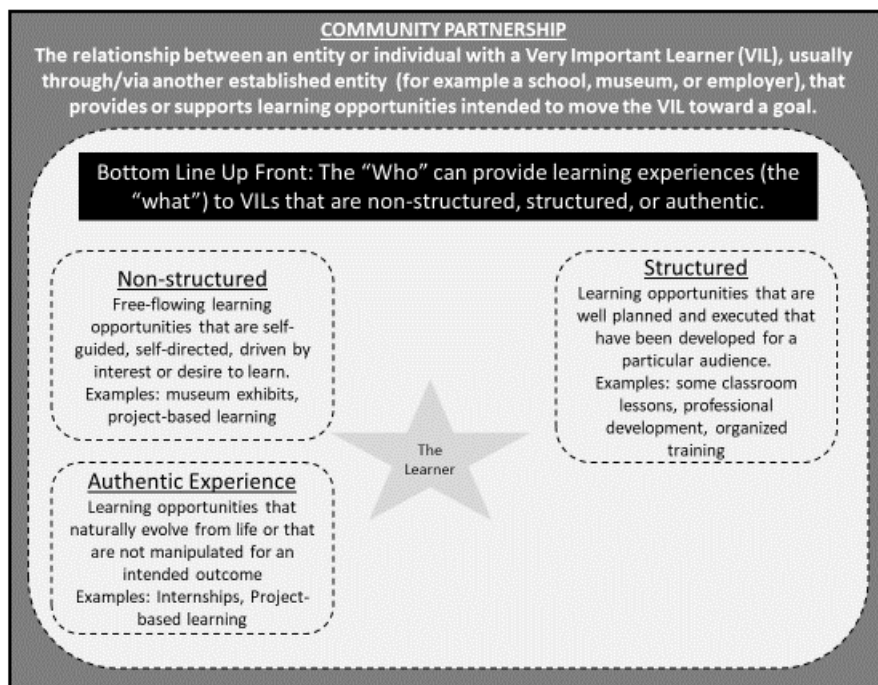 COMMUNITY PARTNERSHIP
The relationship between an entity or individual with a Very Important Learner (VIL), usually
through/via another established entity (for example a school, museum, or employer), that
provides or supports learning opportunities intended to move the VIL toward a goal.
Bottom Line Up Front: The “Who” can provide learning experiences (the
“what”) to VILs that are non-structured, structured, or authentic.
Non-structured
Free-flowing learning
opportunities that are self-
guided, self-directed, driven by
interest or desire to learn.
Examples: museum exhibits,
project-based learning
Structured
Learning opportunities that are
well planned and executed that
have been developed for a
particular audience.
Examples: some classroom
lessons, professional
development, organized
training
The
Learner
Authentic Experience
Learning opportunities that
naturally evolve from life or that
are not manipulated for an
intended outcome
Examples: Internships, Project-
based learning